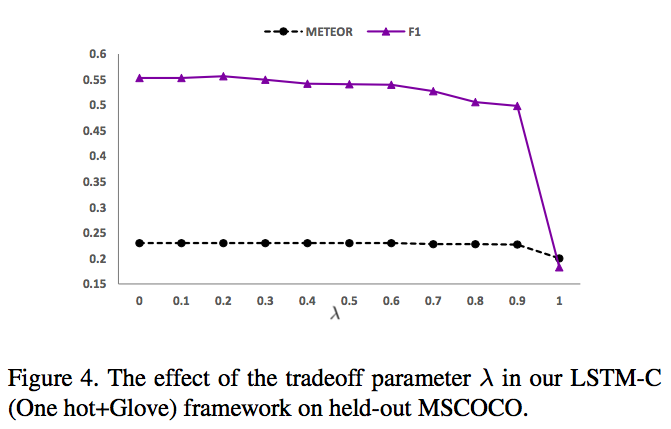 METEOR F1
0.6
0.55
0.5
0.45
0.4
0.35
0.3
0.25
0.2
0.15
0 0.1 0.2 0.3 0.4 0.5 0.6 0.7 0.8 0.9 1
λ
Figure 4. The effect of the tradeoff parameter λ in our LSTM-C
(One hot+Glove) framework on held-out MSCOCO.